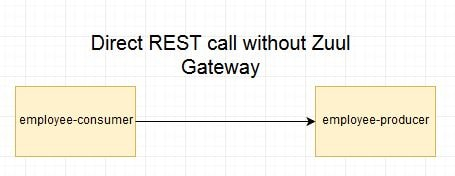 Direct REST call without Zuul
Gateway
employee-consumer
employee-producer